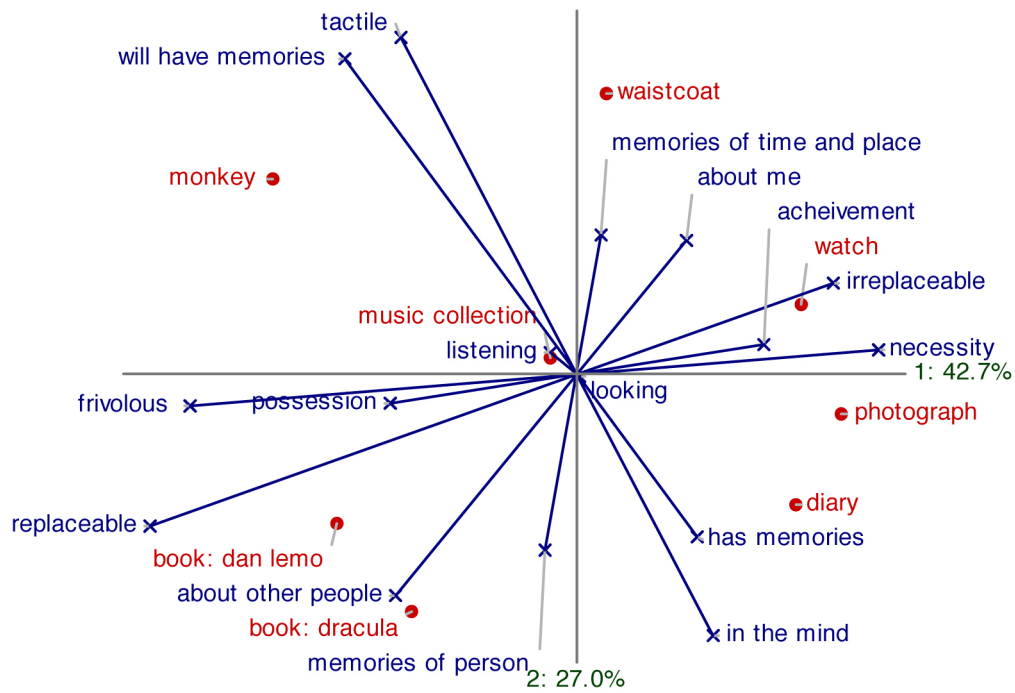 tactile
will have memories
waistcoat
memories of time and place
monkey
about me
acheivement
watch
irreplaceable
music collection
listening
necessity
1: 42.7%
looking
frivolous
possession
photograph
diary
replaceable
has memories
book: dan lemo
about other people
book: dracula
in the mind
memories of person
2: 27.0%